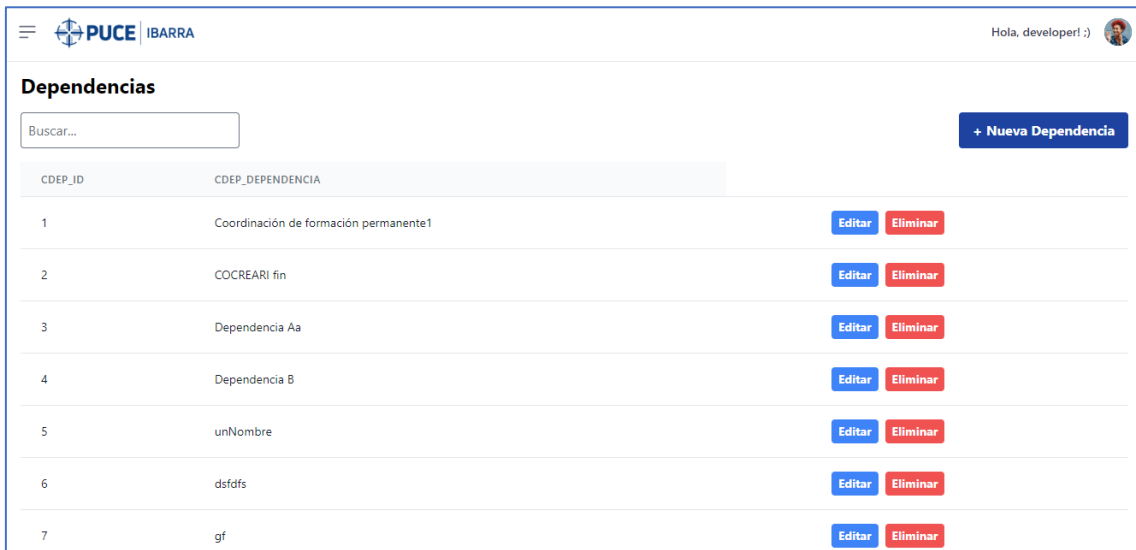 PUCE IBARRA Hola, developer! ;)
Dependencias
Buscar... + Nueva Dependencia
CDEP_ID CDEP_DEPENDENCIA
1 Coordinación de formación permanente1 Editar Eliminar
2 COCREARI fin Editar Eliminar
3 Dependencia Aa Editar Eliminar
4 Dependencia B Editar Eliminar
5 unNombre Editar Eliminar
6 dsfdfs Editar Eliminar
7 gf Editar Eliminar